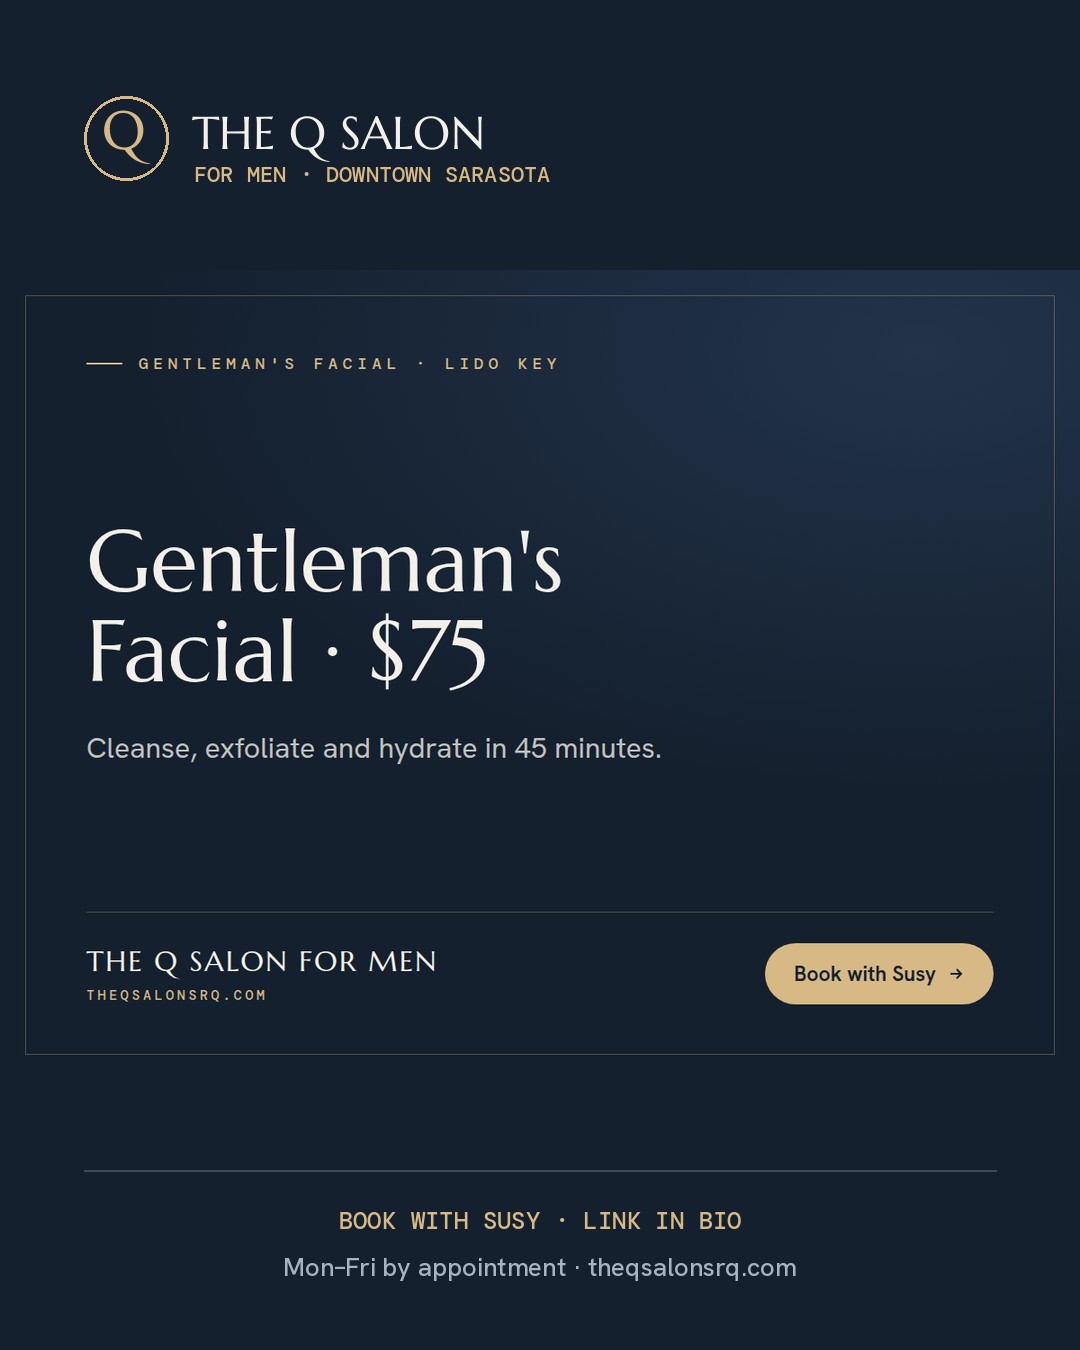 Q
THE Q SALON
FOR MEN · DOWNTOWN SARASOTA
GENTLEMAN'S FACIAL · LIDO KEY
Gentleman's
Facial · $75
Cleanse, exfoliate and hydrate in 45 minutes.
THE Q SALON FOR MEN
THEQSALONSRQ.COM
Book with Susy →
BOOK WITH SUSY · LINK IN BIO
Mon–Fri by appointment · theqsalonsrq.com